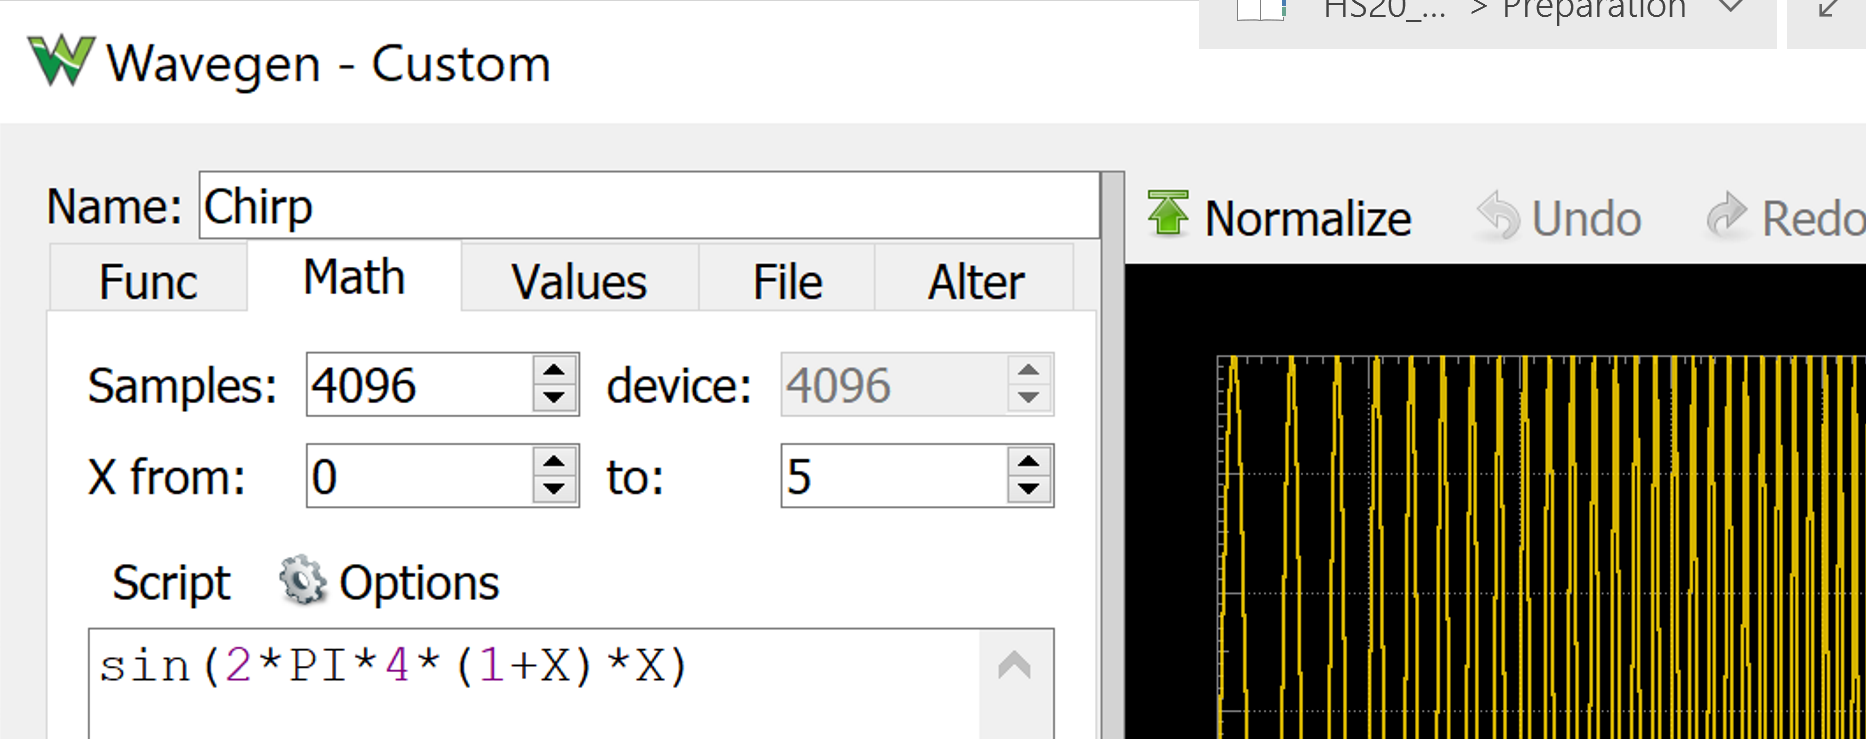 HS20_... > Preparation
Wavegen - Custom
Name: Chirp
Normalize Undo Redo
Func Math Values File Alter
Samples: 4096 device: 4096
X from: 0 to: 5
Script Options
sin(2*PI*4*(1+X)*X)